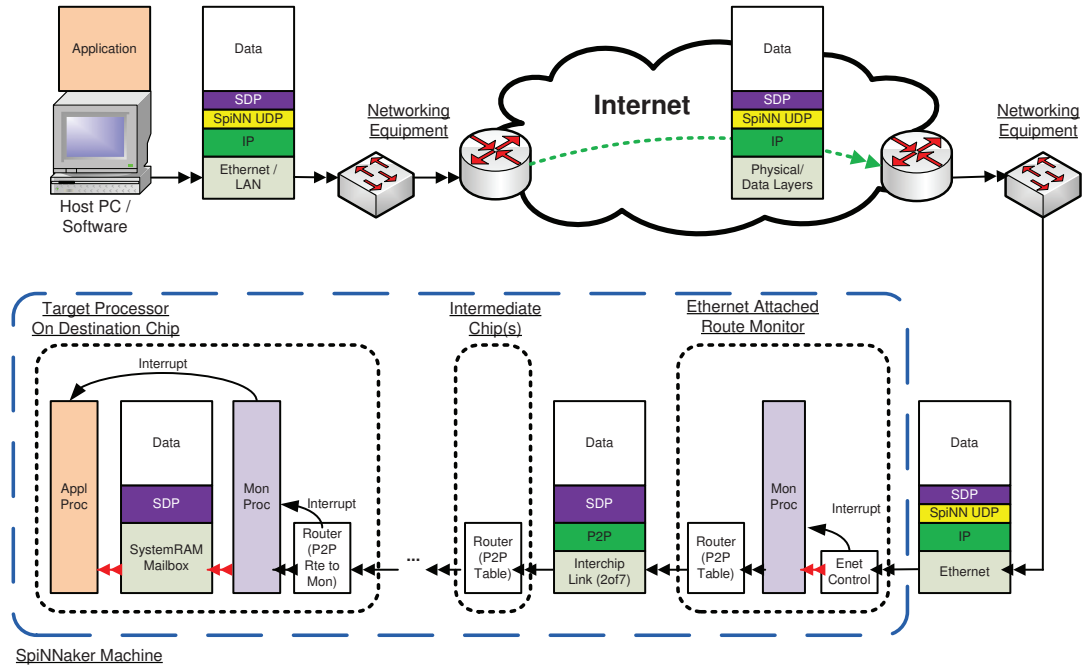 Application
Host PC /
Software
Data
SDP
SpiNN UDP
IP
Ethernet /
LAN
Networking
Equipment
Internet
Data
SDP
SpiNN UDP
IP
Physical/
Data Layers
Networking
Equipment
Target Processor
On Destination Chip
Interrupt
Appl
Proc
Data
SDP
SystemRAM
Mailbox
Mon
Proc
Interrupt
Router
(P2P
Rte to
Mon)
...
Intermediate
Chip(s)
Router
(P2P
Table)
Data
SDP
P2P
Interchip
Link (2of7)
Ethernet Attached
Route Monitor
Router
(P2P
Table)
Mon
Proc
Interrupt
Enet
Control
Data
SDP
SpiNN UDP
IP
Ethernet
SpiNNaker Machine